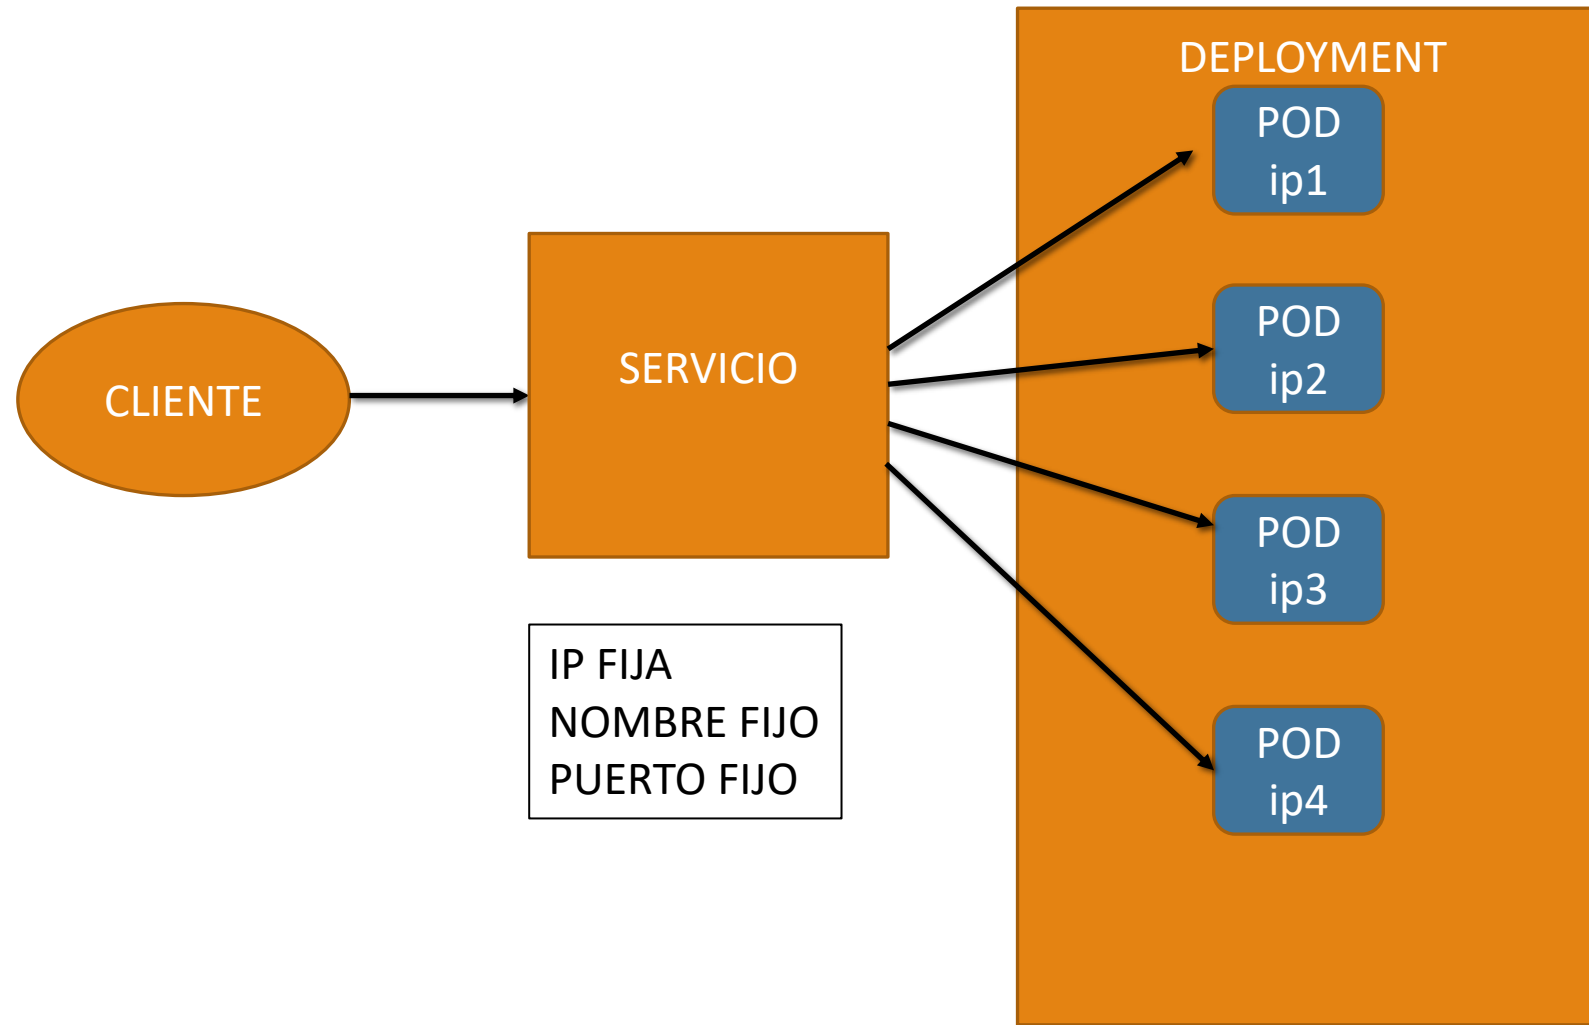 CLIENTE
SERVICIO
IP FIJA
NOMBRE FIJO
PUERTO FIJO
DEPLOYMENT
POD
ip1
POD
ip2
POD
ip3
POD
ip4